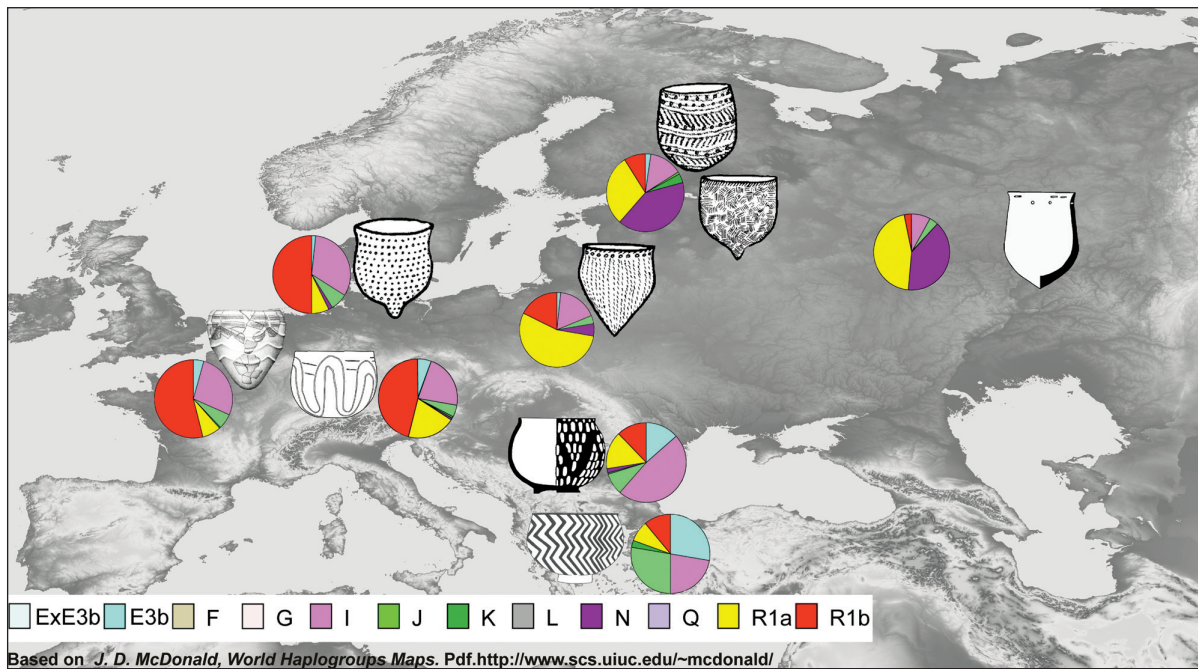 ExE3b E3b F G I J K L N Q R1a R1b
Based on J. D. McDonald, World Haplogroups Maps. Pdf.http://www.scs.uiuc.edu/~mcdonald/